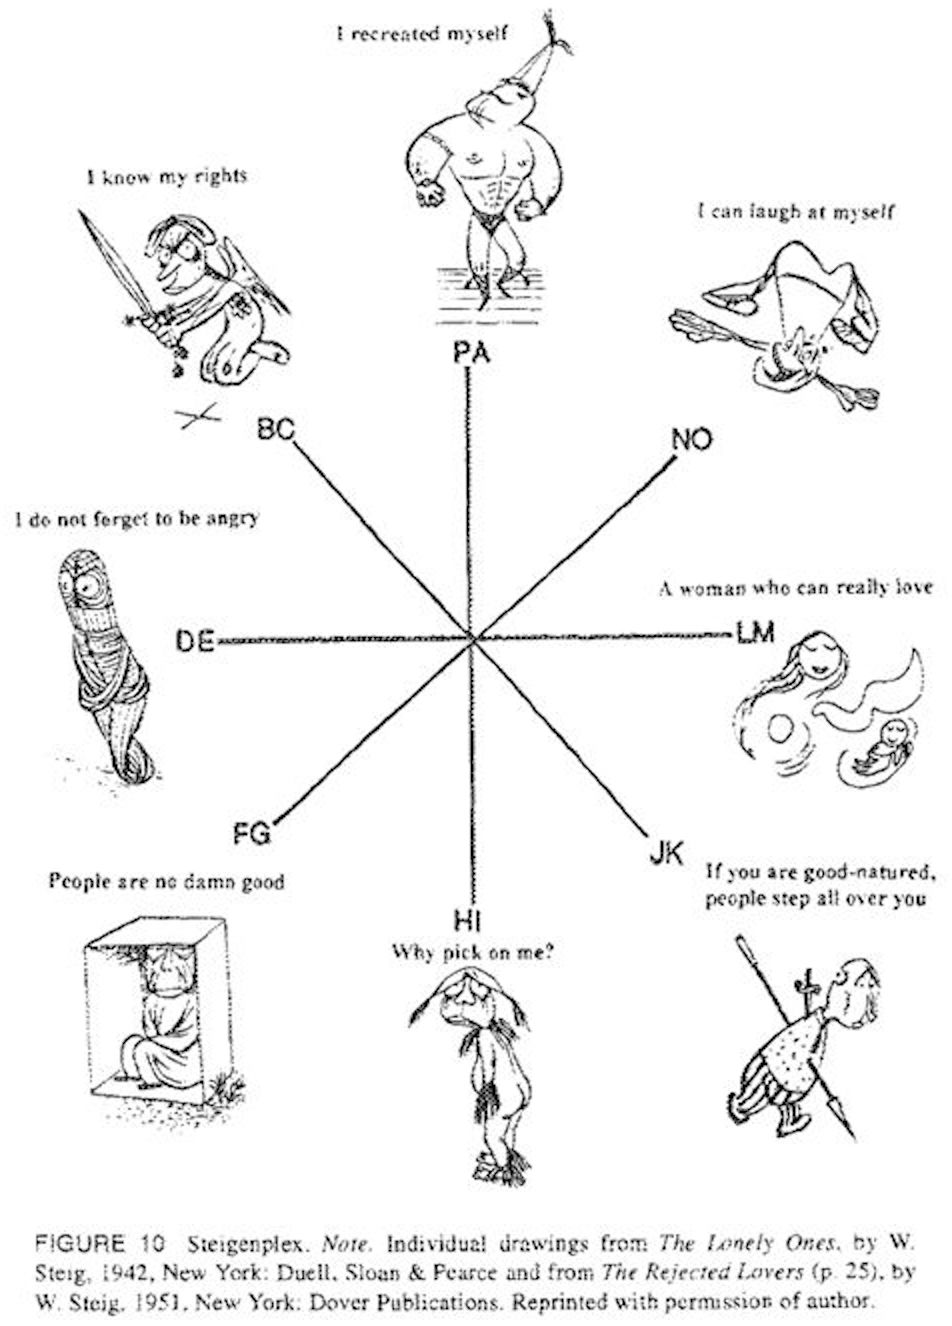 I recreated myself
I know my rights
I can laugh at myself
PA
BC
NO
I do not forget to be angry
A woman who can really love
DE
LM
FG
JK
People are no damn good
If you are good-natured,
people step all over you
HI
Why pick on me?
FIGURE 10 Steigenplex. Note. Individual drawings from The Lonely Ones, by W.
Steig, 1942, New York: Duell, Sloan & Pearce and from The Rejected Lovers (p. 25), by
W. Steig, 1951, New York: Dover Publications. Reprinted with permission of author.